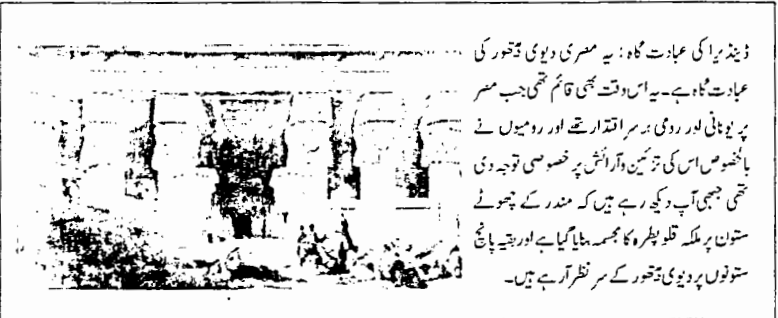 ڈینڈیرا کی عبادت گاہ : یہ مصری دیوی ہتھور کی
عبادت گاہ ہے۔ یہ اس وقت بھی قائم تھی جب مصر
پر یونانی اور رومی برسر اقتدار تھے اور رومیوں نے
بالخصوص اس کی تزئین و آرائش پر خصوصی توجہ دی
تھی جبھی آپ دیکھ رہے ہیں کہ مندر کے چھوٹے
ستون پر ملکہ قلوپطرہ کا مجسمہ بنایا گیا ہے اور بقیہ پانچ
ستونوں پر دیوی ہتھور کے سر نظر آ رہے ہیں۔